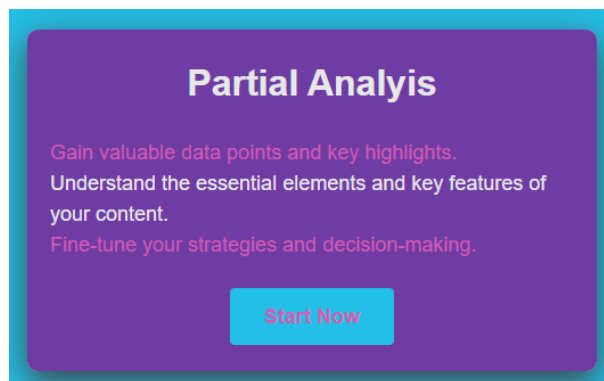 Partial Analyis
Gain valuable data points and key highlights.
Understand the essential elements and key features of
your content.
Fine-tune your strategies and decision-making.
Start Now